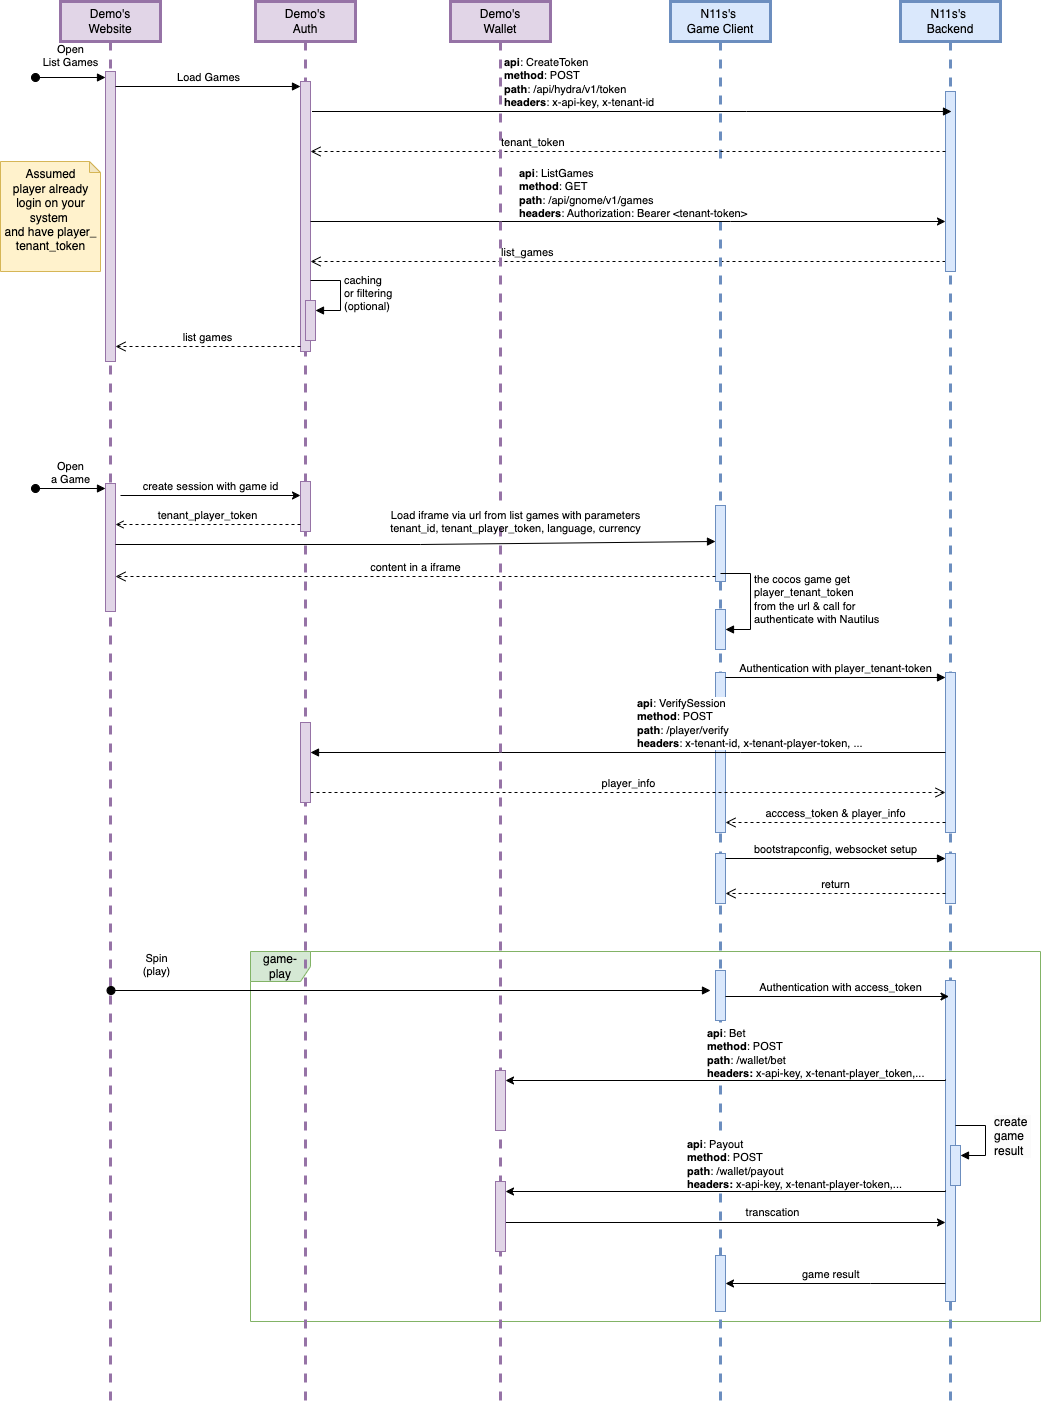 Demo's
Website
Demo's
Auth
Demo's
Wallet
N11s's
Game Client
N11s's
Backend
Open
List Games
Load Games
api: CreateToken
method: POST
path: /api/hydra/v1/token
headers: x-api-key, x-tenant-id
tenant_token
Assumed
player already
login on your
system
and have player_
tenant_token
api: ListGames
method: GET
path: /api/gnome/v1/games
headers: Authorization: Bearer <tenant-token>
list_games
caching
or filtering
(optional)
list games
Open
a Game
create session with game id
tenant_player_token
Load iframe via url from list games with parameters
tenant_id, tenant_player_token, language, currency
content in a iframe
the cocos game get
player_tenant_token
from the url & call for
authenticate with Nautilus
Authentication with player_tenant-token
api: VerifySession
method: POST
path: /player/verify
headers: x-tenant-id, x-tenant-player-token, ...
player_info
acccess_token & player_info
bootstrapconfig, websocket setup
return
Spin
(play)
game-
play
Authentication with access_token
api: Bet
method: POST
path: /wallet/bet
headers: x-api-key, x-tenant-player_token,...
create
game
result
api: Payout
method: POST
path: /wallet/payout
headers: x-api-key, x-tenant-player-token,...
transcation
game result